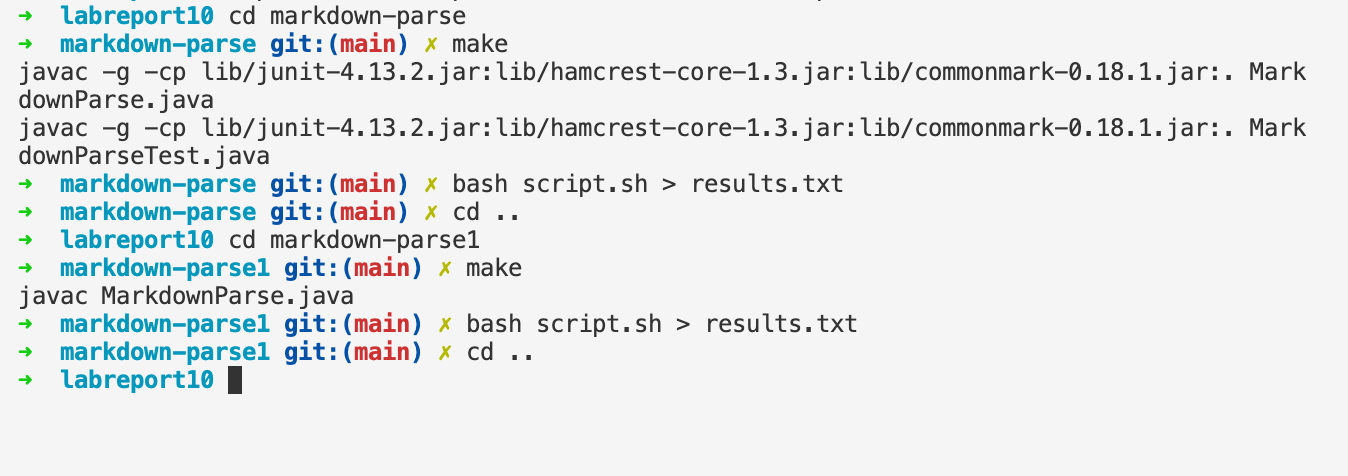 ➜  labreport10 cd markdown-parse
➜  markdown-parse git:(main) ✗ make
javac -g -cp lib/junit-4.13.2.jar:lib/hamcrest-core-1.3.jar:lib/commonmark-0.18.1.jar:. Mark
downParse.java
javac -g -cp lib/junit-4.13.2.jar:lib/hamcrest-core-1.3.jar:lib/commonmark-0.18.1.jar:. Mark
downParseTest.java
➜  markdown-parse git:(main) ✗ bash script.sh > results.txt
➜  markdown-parse git:(main) ✗ cd ..
➜  labreport10 cd markdown-parse1
➜  markdown-parse1 git:(main) ✗ make
javac MarkdownParse.java
➜  markdown-parse1 git:(main) ✗ bash script.sh > results.txt
➜  markdown-parse1 git:(main) ✗ cd ..
➜  labreport10